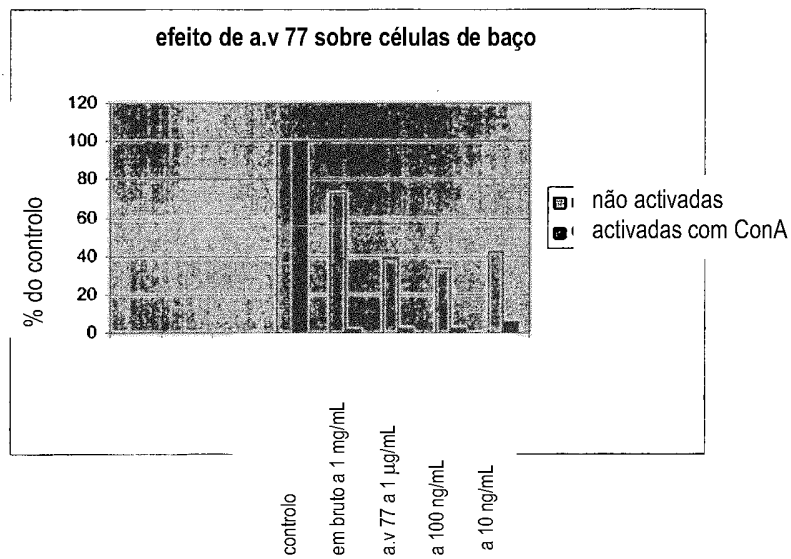 efeito de a.v 77 sobre células de baço
% do controlo
120
100
80
60
40
20
0
não activadas
activadas com ConA
controlo
em bruto a 1 mg/mL
a.v 77 a 1 µg/mL
a 100 ng/mL
a 10 ng/mL